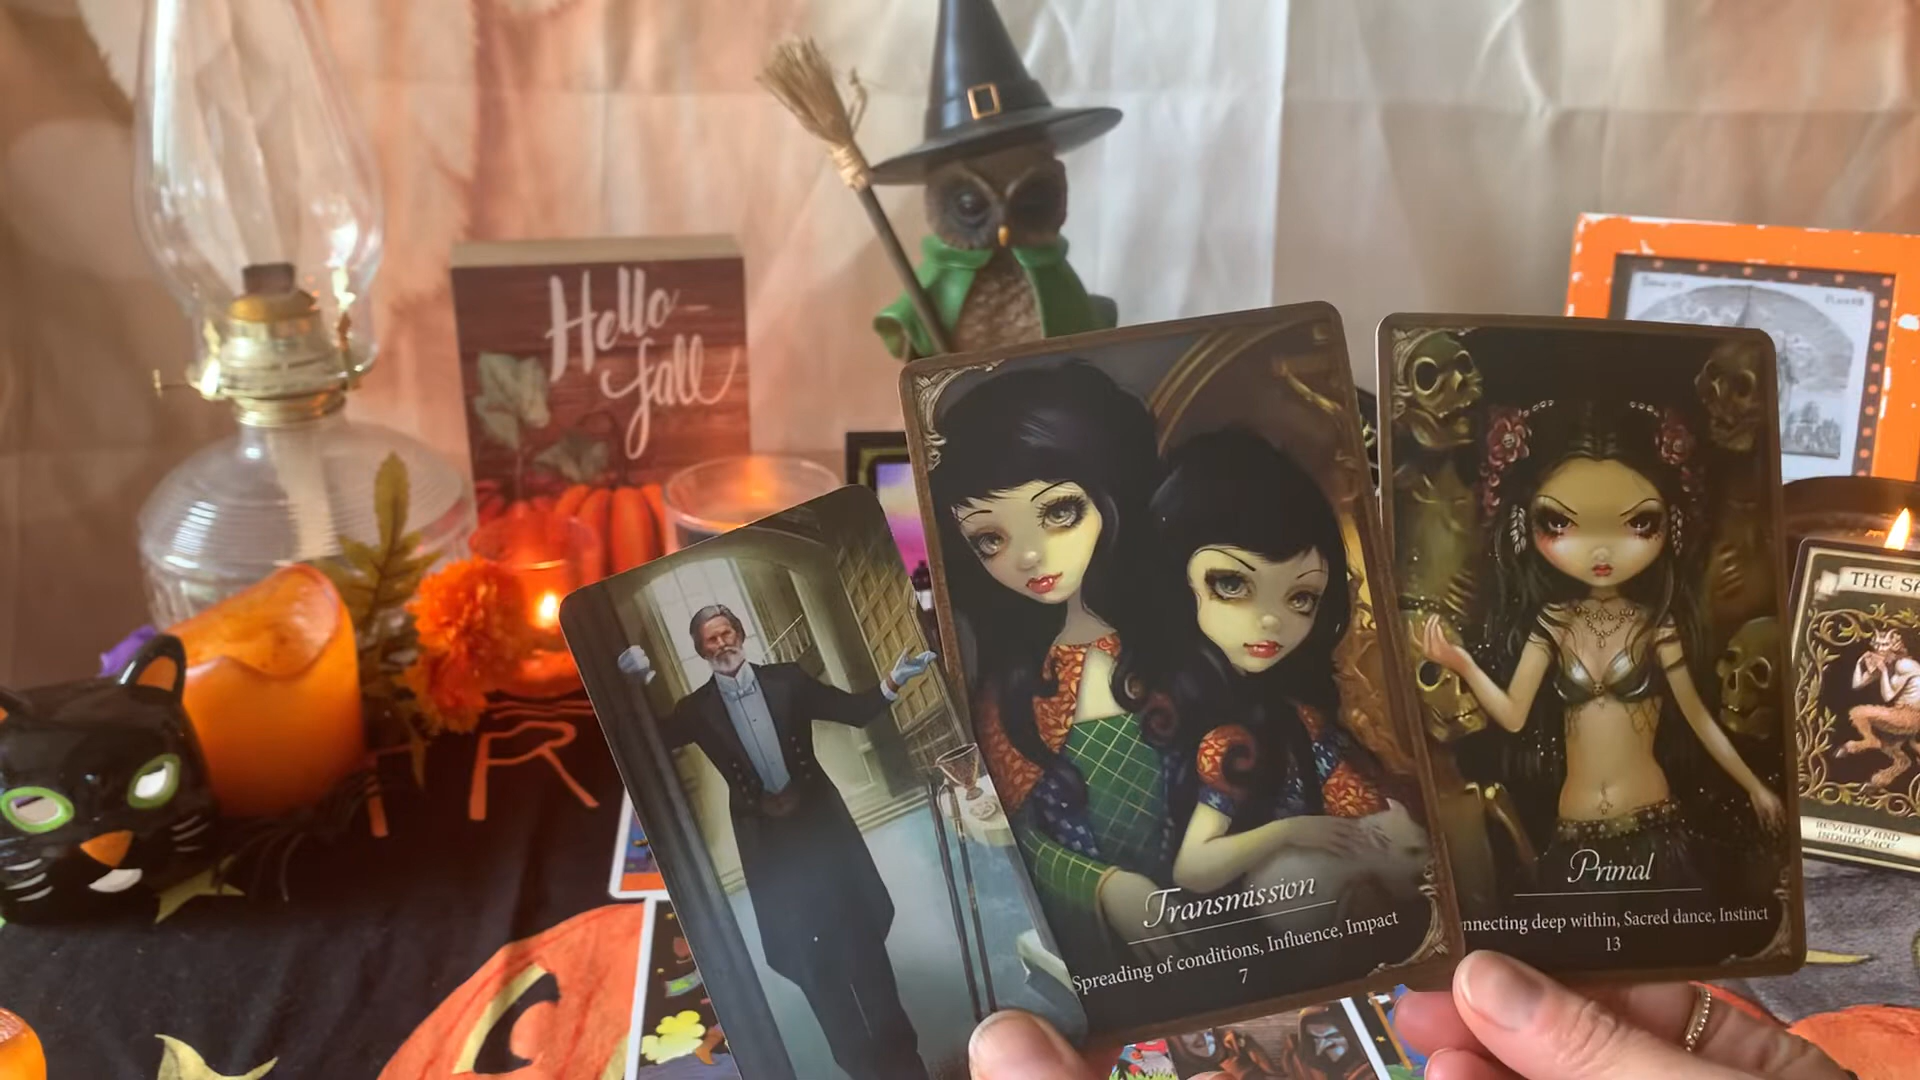 Hello
fall
Transmission
Spreading of conditions, Influence, Impact
7
Primal
nnecting deep within, Sacred dance, Instinct
13
THE
REVELRY AND
INDULGENCE